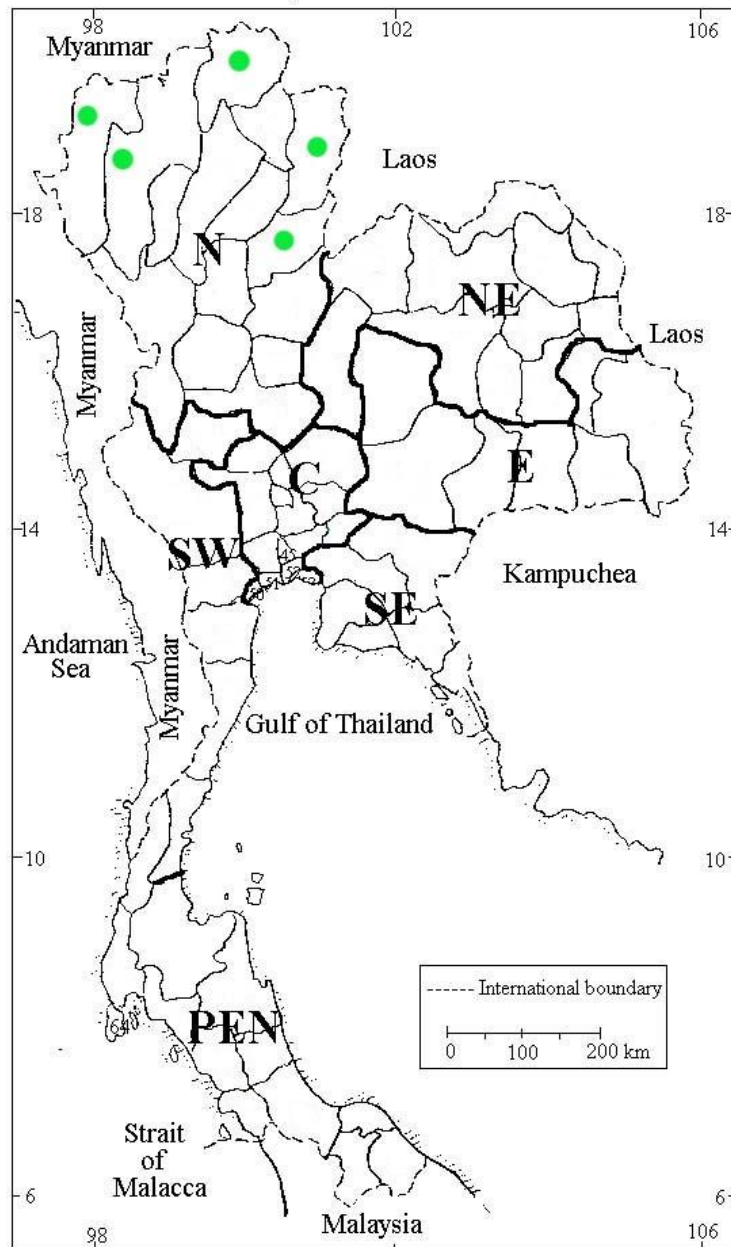 98
102
106
Myanmar
Laos
18
18
N
NE
Laos
Myanmar
E
C
14
14
SW
Kampuchea
SE
Andaman
Sea
Myanmar
Gulf of Thailand
10
10
International boundary
0 100 200 km
PEN
Strait
of
Malacca
6
6
Malaysia
98
106